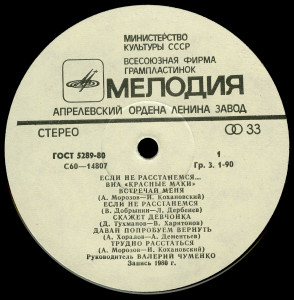 МИНИСТЕРСТВО
КУЛЬТУРЫ СССР
ВСЕСОЮЗНАЯ ФИРМА
ГРАМПЛАСТИНОК
МЕЛОДИЯ
АПРЕЛЕВСКИЙ ОРДЕНА ЛЕНИНА ЗАВОД
СТЕРЕО 33
ГОСТ 5289-80 1
С60—14807 Гр. 3. 1-90
ЕСЛИ НЕ РАССТАНЕМСЯ...
ВИА «КРАСНЫЕ МАКИ»
ВСТРЕЧАЙ МЕНЯ
(А. Морозов—И. Кохановский)
ЕСЛИ НЕ РАССТАНЕМСЯ
(В. Добрынин—Л. Дербенев)
СКАЖЕТ ДЕВЧОНКА
(Д. Тухманов—В. Харитонов)
ДАВАЙ ПОПРОБУЕМ ВЕРНУТЬ
(А. Хоралов—А. Дементьев)
ТРУДНО РАССТАТЬСЯ
(А. Морозов—И. Кохановский)
Руководитель ВАЛЕРИЙ ЧУМЕНКО
Запись 1980 г.